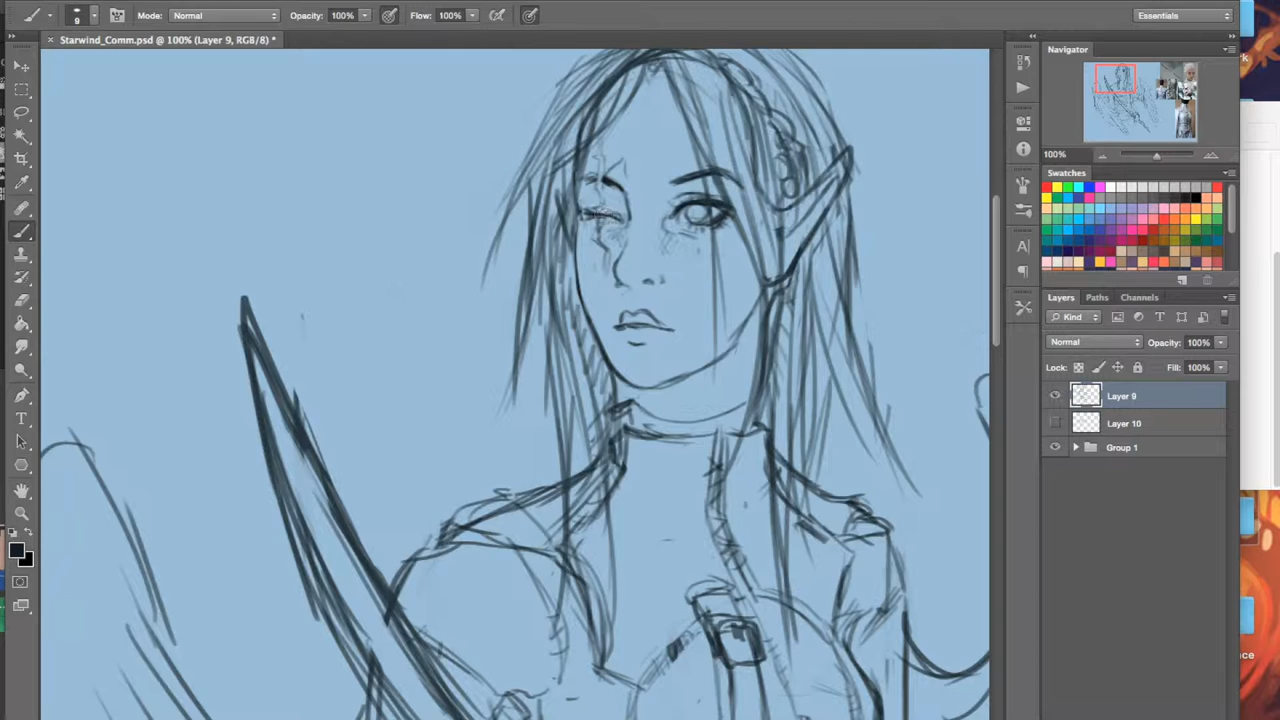 Mode: Normal Opacity: 100% Flow: 100% Essentials
9
× Starwind_Comm.psd @ 100% (Layer 9, RGB/8) *
Navigator
100%
Swatches
Layers Paths Channels
Kind
Normal Opacity: 100%
Lock: Fill: 100%
Layer 9
Layer 10
Group 1